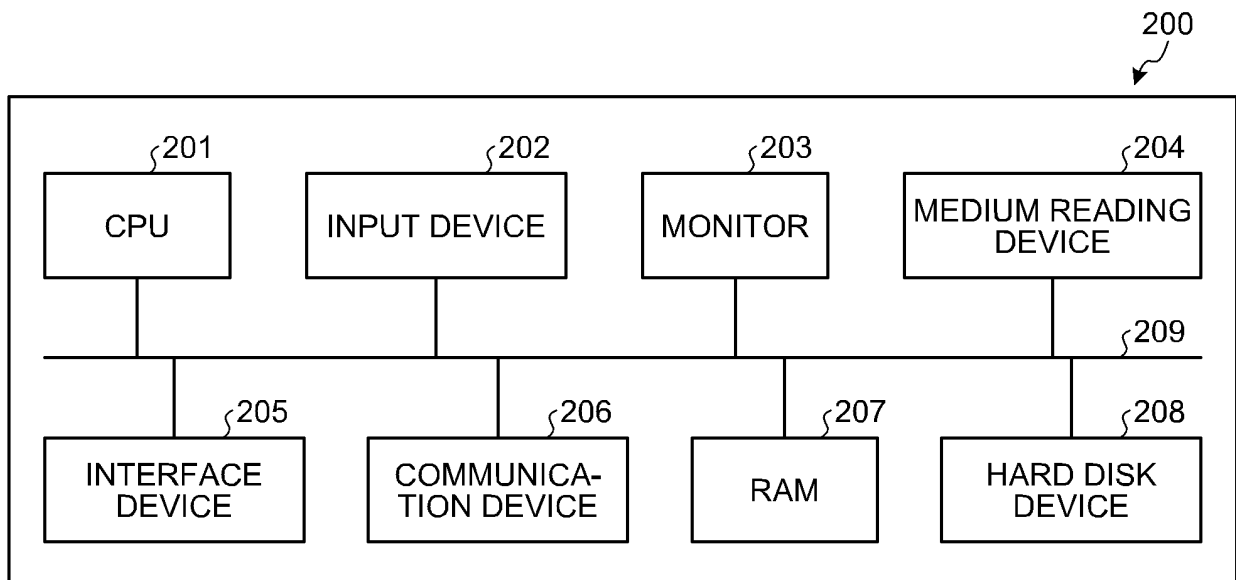 200
201
202
203
204
CPU
INPUT DEVICE
MONITOR
MEDIUM READING
DEVICE
209
205
206
207
208
INTERFACE
DEVICE
COMMUNICA-
TION DEVICE
RAM
HARD DISK
DEVICE